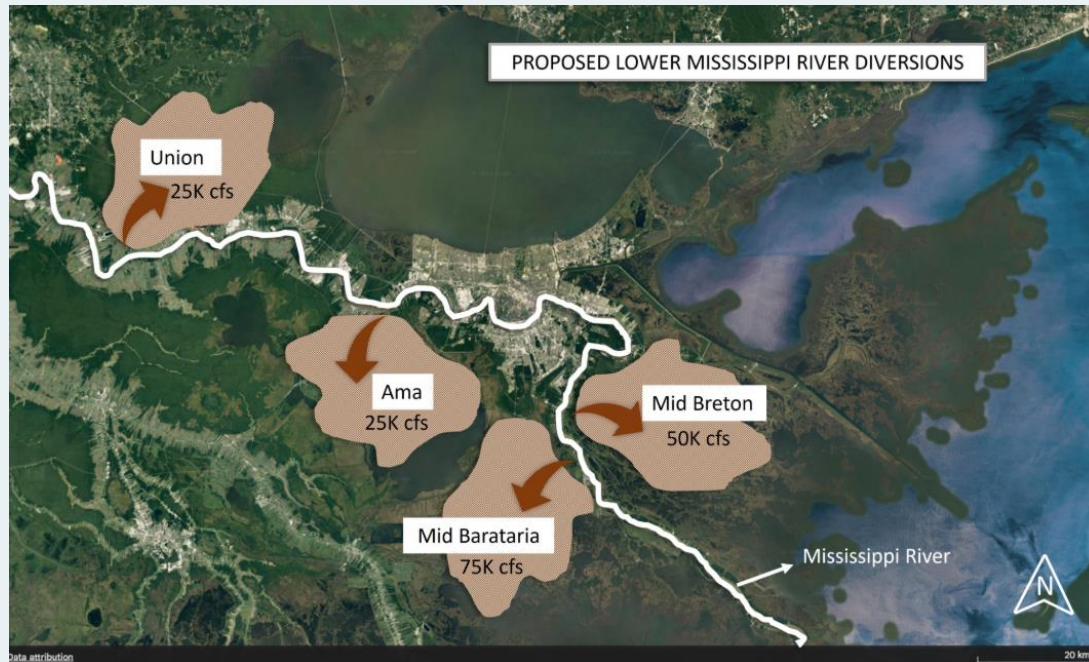 PROPOSED LOWER MISSISSIPPI RIVER DIVERSIONS
Union
25K cfs
Ama
25K cfs
Mid Breton
50K cfs
Mid Barataria
75K cfs
Mississippi River
N
Data attribution
20 km